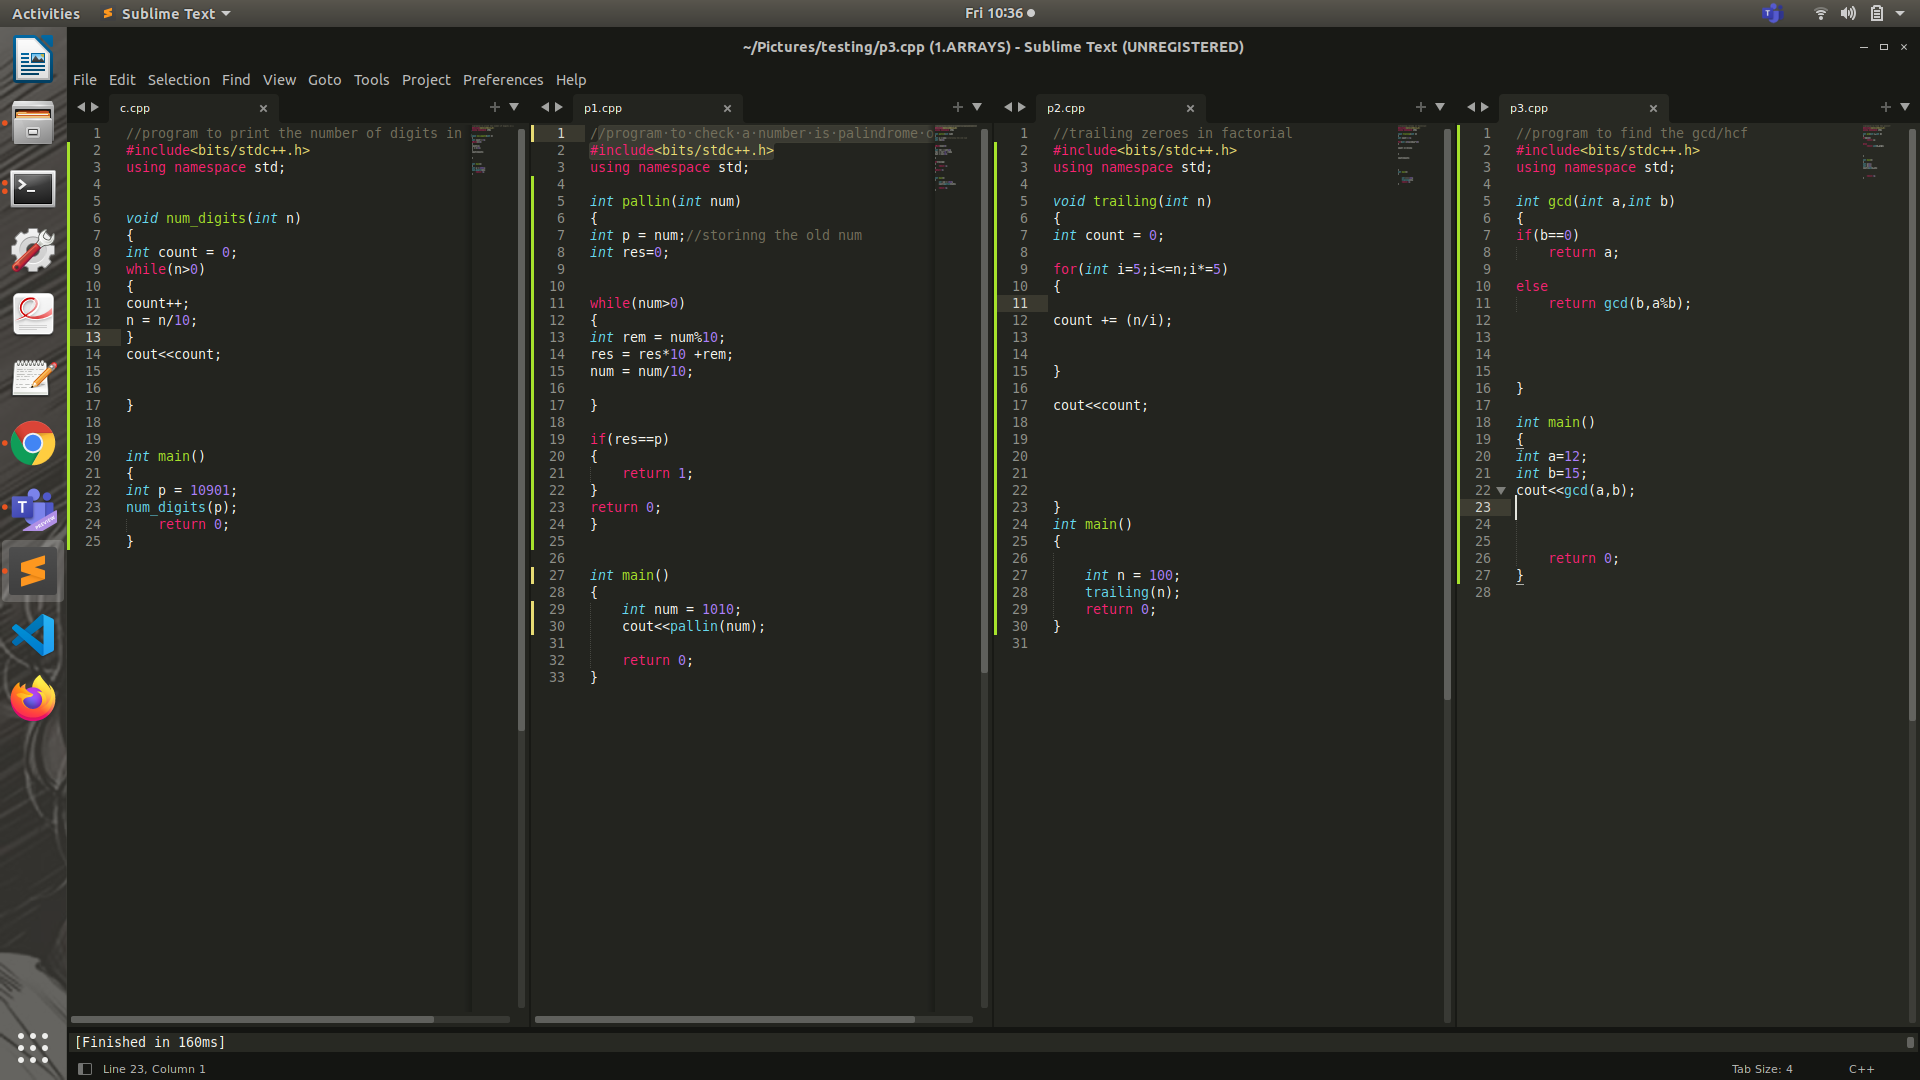 Activities Sublime Text Fri 10:36
~/Pictures/testing/p3.cpp (1.ARRAYS) - Sublime Text (UNREGISTERED)
File Edit Selection Find View Goto Tools Project Preferences Help
c.cpp
1 //program to print the number of digits in
2 #include<bits/stdc++.h>
3 using namespace std;
4
5
6 void num_digits(int n)
7 {
8 int count = 0;
9 while(n>0)
10 {
11 count++;
12 n = n/10;
13 }
14 cout<<count;
15
16
17 }
18
19
20 int main()
21 {
22 int p = 10901;
23 num_digits(p);
24 return 0;
25 }
p1.cpp
1 //program·to·check·a·number·is·palindrome·
2 #include<bits/stdc++.h>
3 using namespace std;
4
5 int pallin(int num)
6 {
7 int p = num;//storinng the old num
8 int res=0;
9
10
11 while(num>0)
12 {
13 int rem = num%10;
14 res = res*10 +rem;
15 num = num/10;
16
17 }
18
19 if(res==p)
20 {
21 return 1;
22 }
23 return 0;
24 }
25
26
27 int main()
28 {
29 int num = 1010;
30 cout<<pallin(num);
31
32 return 0;
33 }
p2.cpp
1 //trailing zeroes in factorial
2 #include<bits/stdc++.h>
3 using namespace std;
4
5 void trailing(int n)
6 {
7 int count = 0;
8
9 for(int i=5;i<=n;i*=5)
10 {
11
12 count += (n/i);
13
14
15 }
16
17 cout<<count;
18
19
20
21
22
23 }
24 int main()
25 {
26
27 int n = 100;
28 trailing(n);
29 return 0;
30 }
31
p3.cpp
1 //program to find the gcd/hcf
2 #include<bits/stdc++.h>
3 using namespace std;
4
5 int gcd(int a,int b)
6 {
7 if(b==0)
8 return a;
9
10 else
11 return gcd(b,a%b);
12
13
14
15
16 }
17
18 int main()
19 {
20 int a=12;
21 int b=15;
22 cout<<gcd(a,b);
23
24
25
26 return 0;
27 }
28
[Finished in 160ms]
Line 23, Column 1 Tab Size: 4 C++